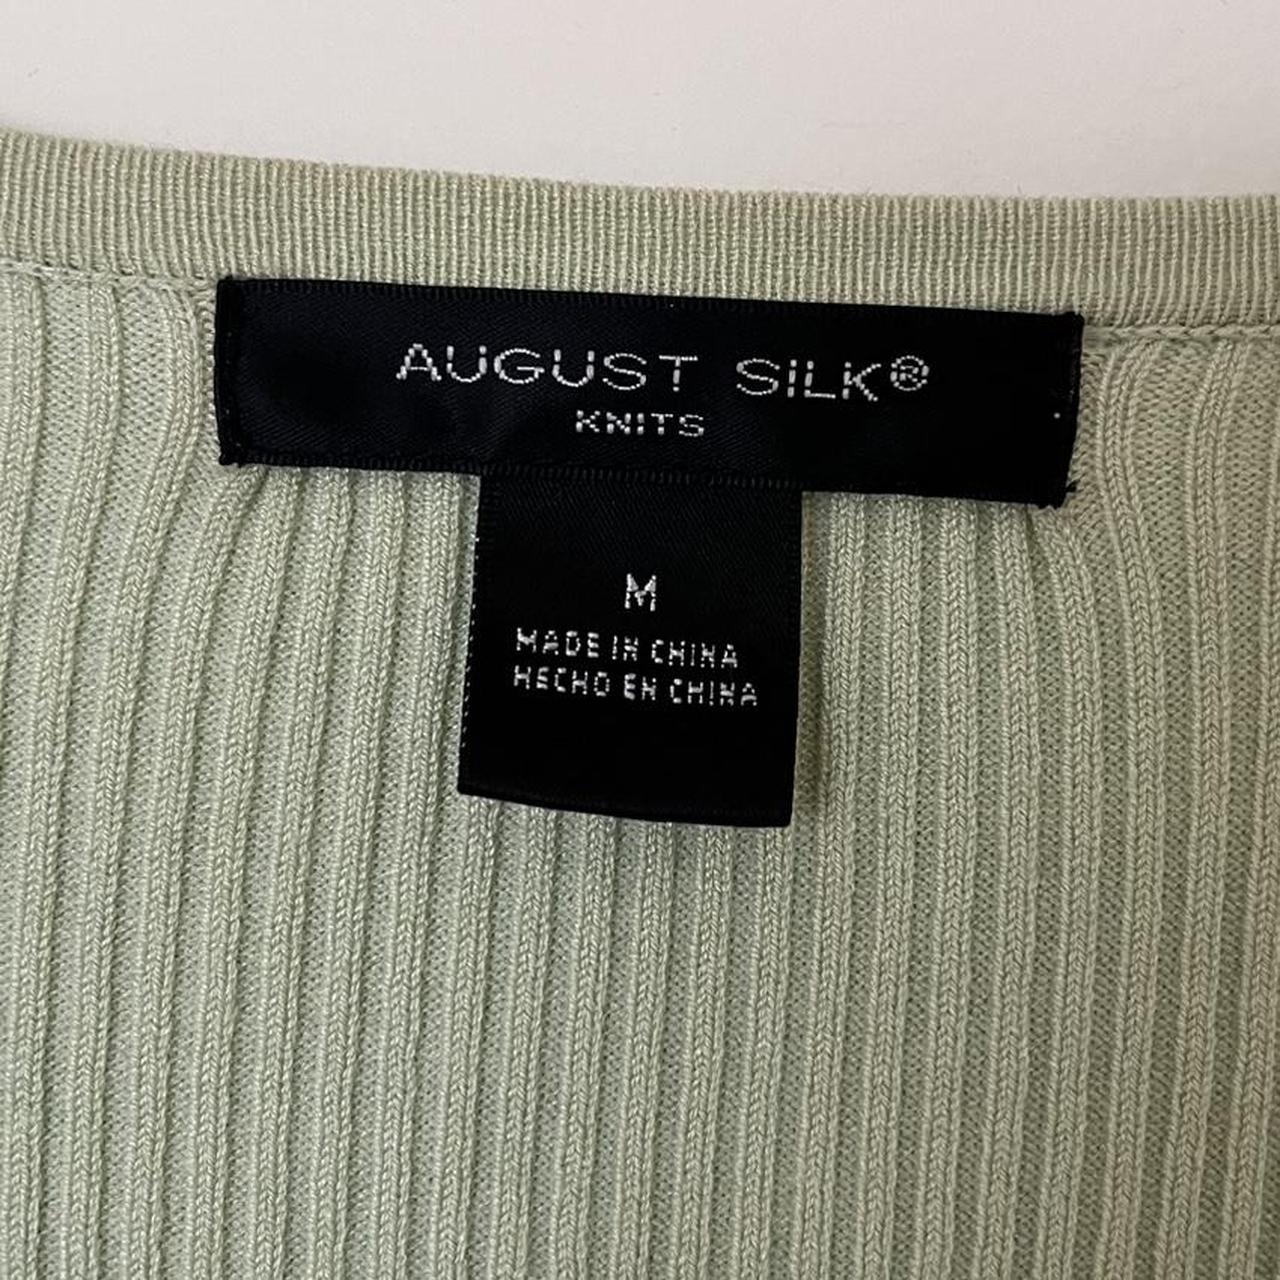 AUGUST SILK®
KNITS
M
MADE IN CHINA
HECHO EN CHINA